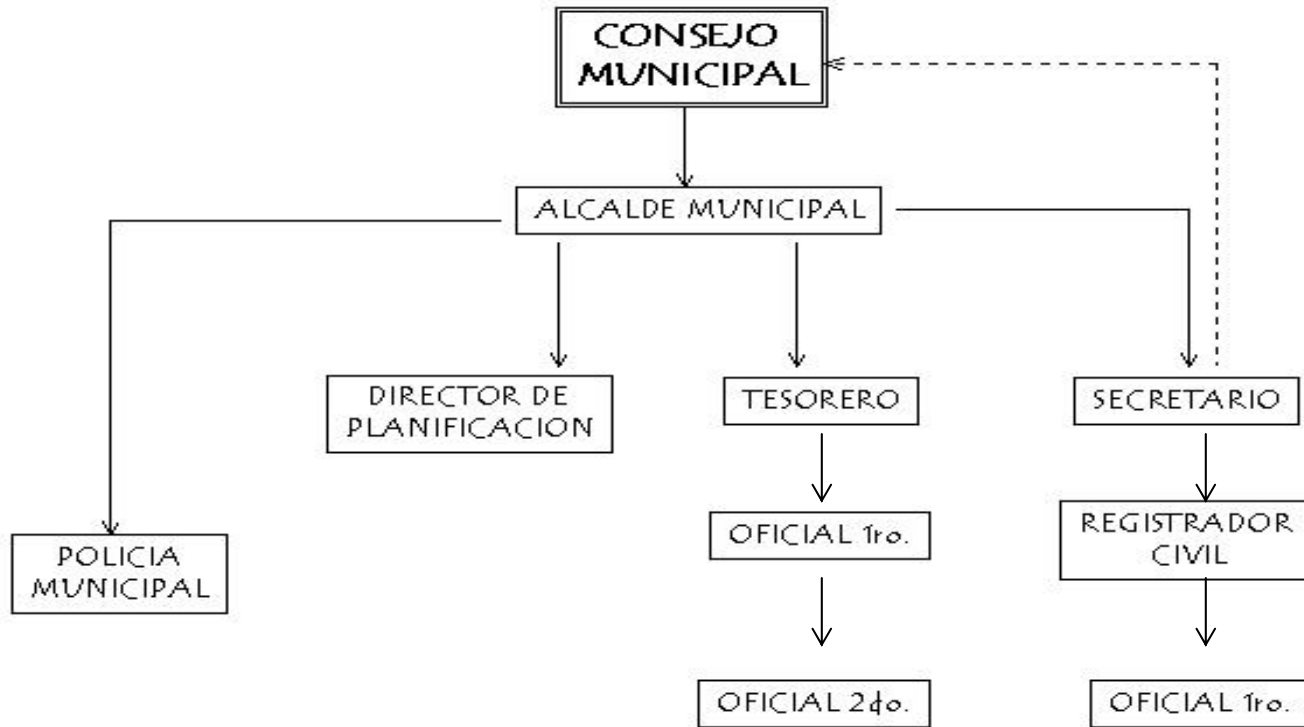 CONSEJO
MUNICIPAL
ALCALDE MUNICIPAL
DIRECTOR DE
PLANIFICACION
TESORERO
SECRETARIO
POLICIA
MUNICIPAL
OFICIAL 1ro.
REGISTRADOR
CIVIL
OFICIAL 2do.
OFICIAL 1ro.